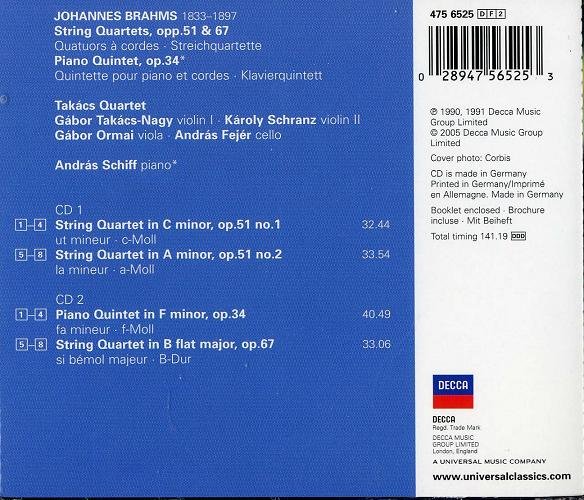 JOHANNES BRAHMS 1833–1897
String Quartets, opp.51 & 67
Quatuors à cordes · Streichquartette
Piano Quintet, op.34*
Quintette pour piano et cordes · Klavierquintett
Takács Quartet
Gábor Takács-Nagy violin I · Károly Schranz violin II
Gábor Ormai viola · András Fejér cello
András Schiff piano*
CD 1
1–4 String Quartet in C minor, op.51 no.1 32.44
ut mineur · c-Moll
5–8 String Quartet in A minor, op.51 no.2 33.54
la mineur · a-Moll
CD 2
1–4 Piano Quintet in F minor, op.34 40.49
fa mineur · f-Moll
5–8 String Quartet in B flat major, op.67 33.06
si bémol majeur · B-Dur
475 6525 D F 2
0 28947 56525 3
℗ 1990, 1991 Decca Music
Group Limited
© 2005 Decca Music Group
Limited
Cover photo: Corbis
CD is made in Germany
Printed in Germany/Imprimé
en Allemagne. Made in Germany
Booklet enclosed · Brochure
incluse · Mit Beiheft
Total timing 141.19 DDD
DECCA
DECCA
Regd. Trade Mark
DECCA MUSIC
GROUP LIMITED
London, England
A UNIVERSAL MUSIC COMPANY
www.universalclassics.com